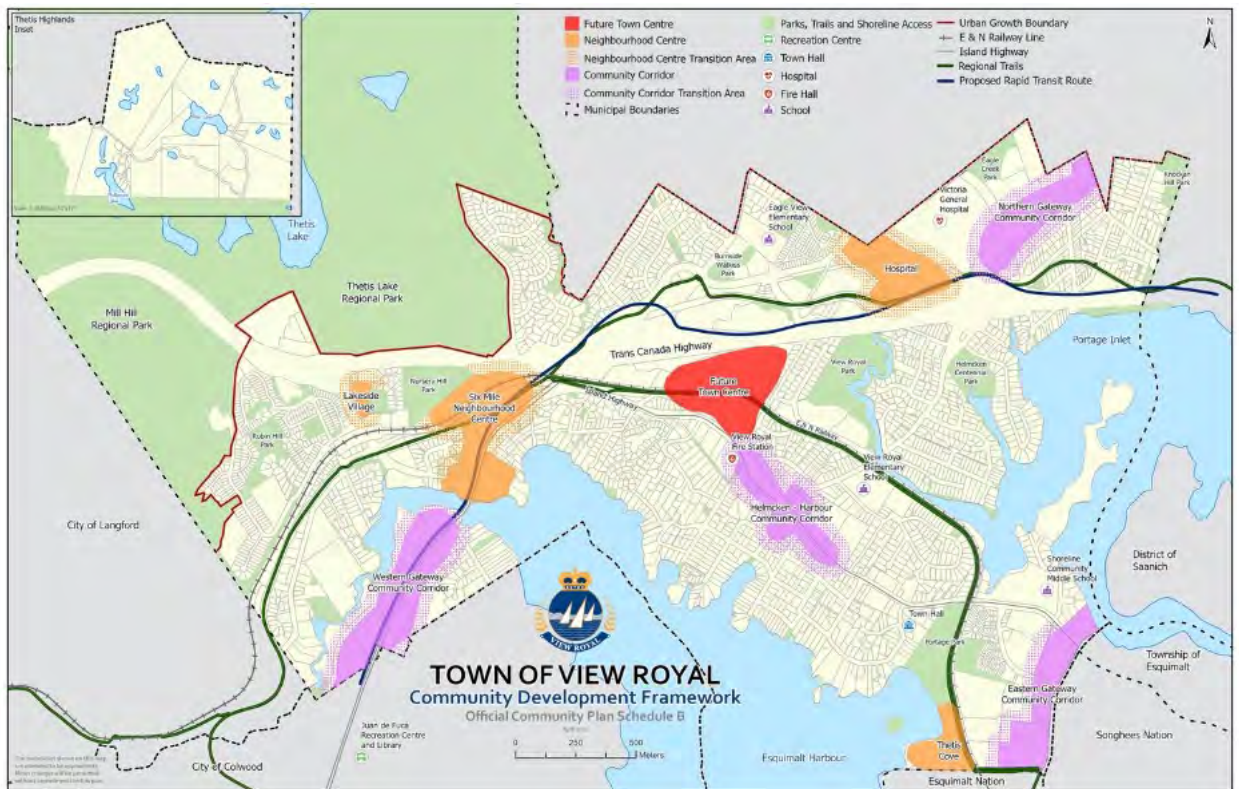 Thetis Highlands
Inset
Future Town Centre
Neighbourhood Centre
Neighbourhood Centre Transition Area
Community Corridor
Community Corridor Transition Area
Municipal Boundaries
Parks, Trails and Shoreline Access
Recreation Centre
Town Hall
Hospital
Fire Hall
School
Urban Growth Boundary
E & N Railway Line
Island Highway
Regional Trails
Proposed Rapid Transit Route
N
Thetis
Lake
Thetis Lake
Regional Park
Mill Hill
Regional Park
Eagle
Creek
Park
Knockan
Hill Park
Victoria
General
Hospital
Northern Gateway
Community Corridor
Eagle View
Elementary
School
Burnside
Watkiss
Park
Hospital
Portage Inlet
Trans Canada Highway
View Royal
Park
Helmcken
Centennial
Park
Lakeside
Village
Nursery Hill
Park
Six Mile
Neighbourhood
Centre
Island Highway
Future
Town Centre
E & N Railway
Robin Hill
Park
View Royal
Fire Station
View Royal
Elementary
School
Helmcken - Harbour
Community Corridor
City of Langford
District of
Saanich
Shoreline
Community
Middle School
Western Gateway
Community Corridor
VIEW ROYAL
Town Hall
Portage Park
Township of
Esquimalt
TOWN OF VIEW ROYAL
Community Development Framework
Official Community Plan Schedule B
Eastern Gateway
Community Corridor
0 250 500
Meters
Juan de Fuca
Recreation Centre
and Library
Songhees Nation
Thetis
Cove
Esquimalt Harbour
City of Colwood
Esquimalt Nation